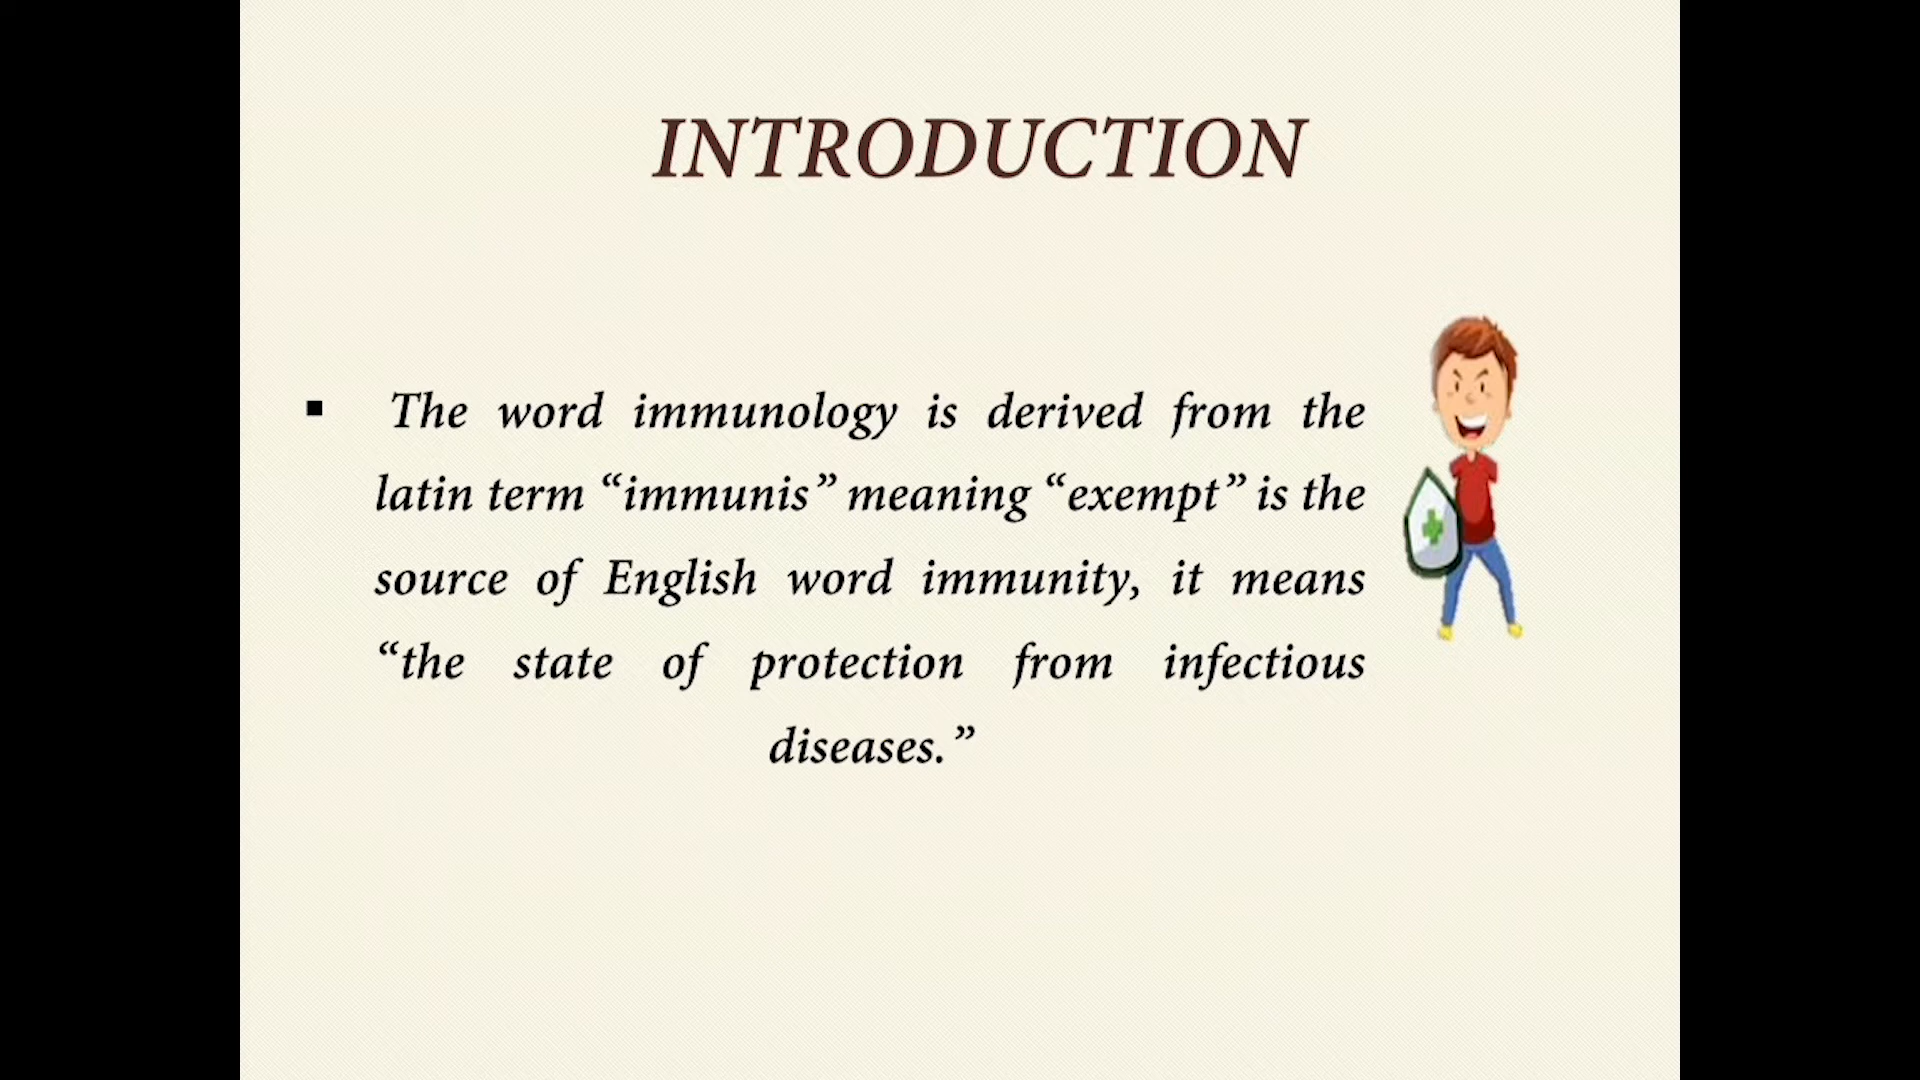 INTRODUCTION
▪ The word immunology is derived from the
latin term “immunis” meaning “exempt” is the
source of English word immunity, it means
“the state of protection from infectious
diseases.”